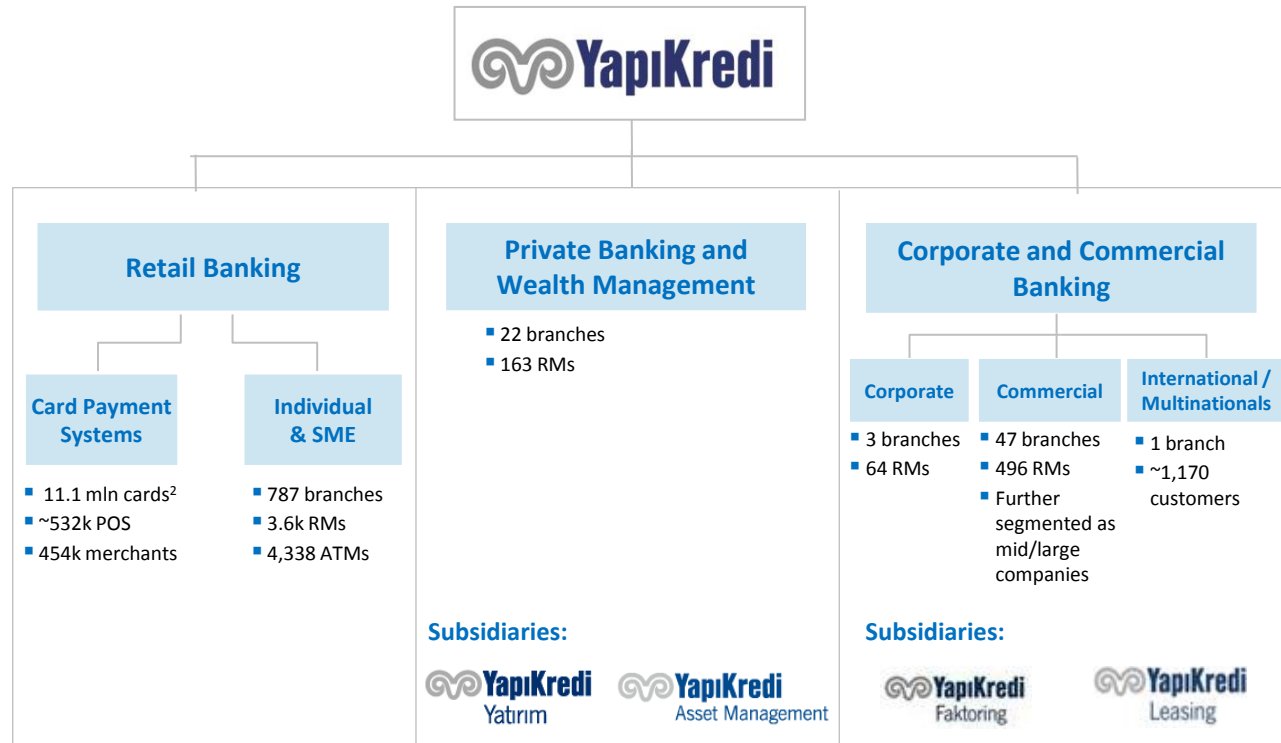 YapıKredi
Retail Banking
Card Payment
Systems
11.1 mln cards²
~532k POS
454k merchants
Individual
& SME
787 branches
3.6k RMs
4,338 ATMs
Private Banking and
Wealth Management
22 branches
163 RMs
Subsidiaries:
YapıKredi
Yatırım
YapıKredi
Asset Management
Corporate and Commercial
Banking
Corporate
3 branches
64 RMs
Commercial
47 branches
496 RMs
Further
segmented as
mid/large
companies
International /
Multinationals
1 branch
~1,170
customers
Subsidiaries:
YapıKredi
Faktoring
YapıKredi
Leasing